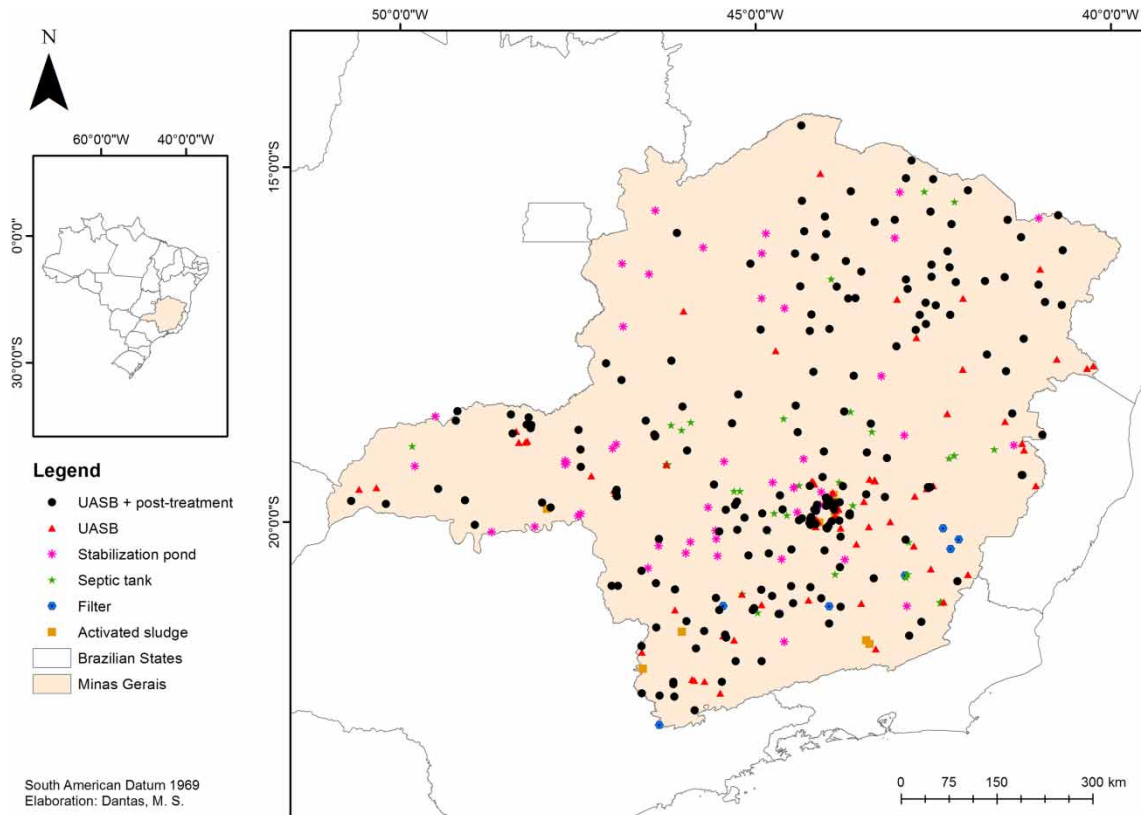 50°0'0"W 45°0'0"W 40°0'0"W
N
60°0'0"W 40°0'0"W
15°0'0"S
0°0'0"
30°0'0"S
20°0'0"S
Legend
UASB + post-treatment
UASB
Stabilization pond
Septic tank
Filter
Activated sludge
Brazilian States
Minas Gerais
South American Datum 1969
Elaboration: Dantas, M. S.
0 75 150 300 km